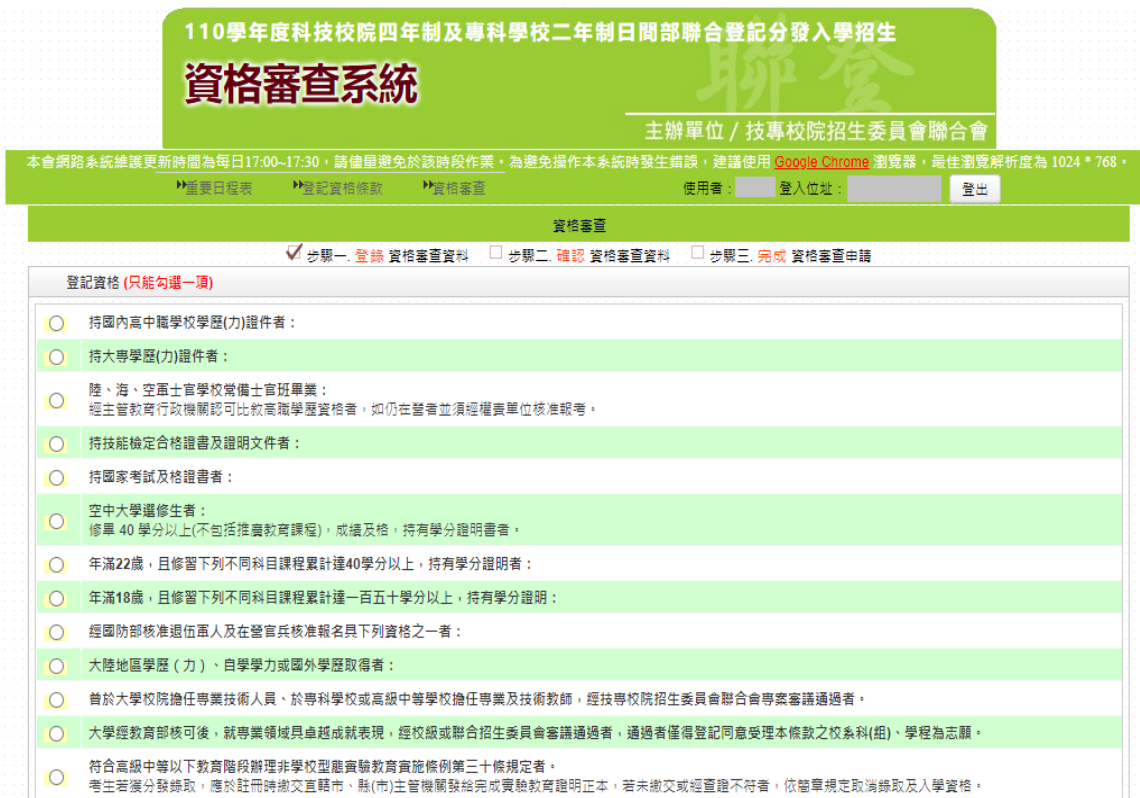 110學年度科技校院四年制及專科學校二年制日間部聯合登記分發入學招生
聯登
資格審查系統
主辦單位 / 技專校院招生委員會聯合會
本會網路系統維護更新時間為每日17:00~17:30，請儘量避免於該時段作業。為避免操作本系統時發生錯誤，建議使用 Google Chrome 瀏覽器，最佳瀏覽解析度為 1024 * 768。
重要日程表 登記資格條款 資格審查 使用者： 登入位址： 登出
資格審查
步驟一. 登錄 資格審查資料 步驟二. 確認 資格審查資料 步驟三. 完成 資格審查申請
登記資格 (只能勾選一項)
持國內高中職學校學歷(力)證件者：
持大專學歷(力)證件者：
陸、海、空軍士官學校常備士官班畢業：
經主管教育行政機關認可比敘高職學歷資格者，如仍在營者並須經權責單位核准報考。
持技能檢定合格證書及證明文件者：
持國家考試及格證書者：
空中大學選修生者：
修畢 40 學分以上(不包括推廣教育課程)，成績及格，持有學分證明書者。
年滿22歲，且修習下列不同科目課程累計達40學分以上，持有學分證明者：
年滿18歲，且修習下列不同科目課程累計達一百五十學分以上，持有學分證明：
經國防部核准退伍軍人及在營官兵核准報名具下列資格之一者：
大陸地區學歷（力）、自學學力或國外學歷取得者：
曾於大學校院擔任專業技術人員、於專科學校或高級中等學校擔任專業及技術教師，經技專校院招生委員會聯合會專案審議通過者。
大學經教育部核可後，就專業領域具卓越成就表現，經校級或聯合招生委員會審議通過者，通過者僅得登記同意受理本條款之校系科(組)、學程為志願。
符合高級中等以下教育階段辦理非學校型態實驗教育實施條例第三十條規定者。
考生若獲分發錄取，應於註冊時繳交直轄市、縣(市)主管機關發給完成實驗教育證明正本，若未繳交或經查證不符者，依簡章規定取消錄取及入學資格。